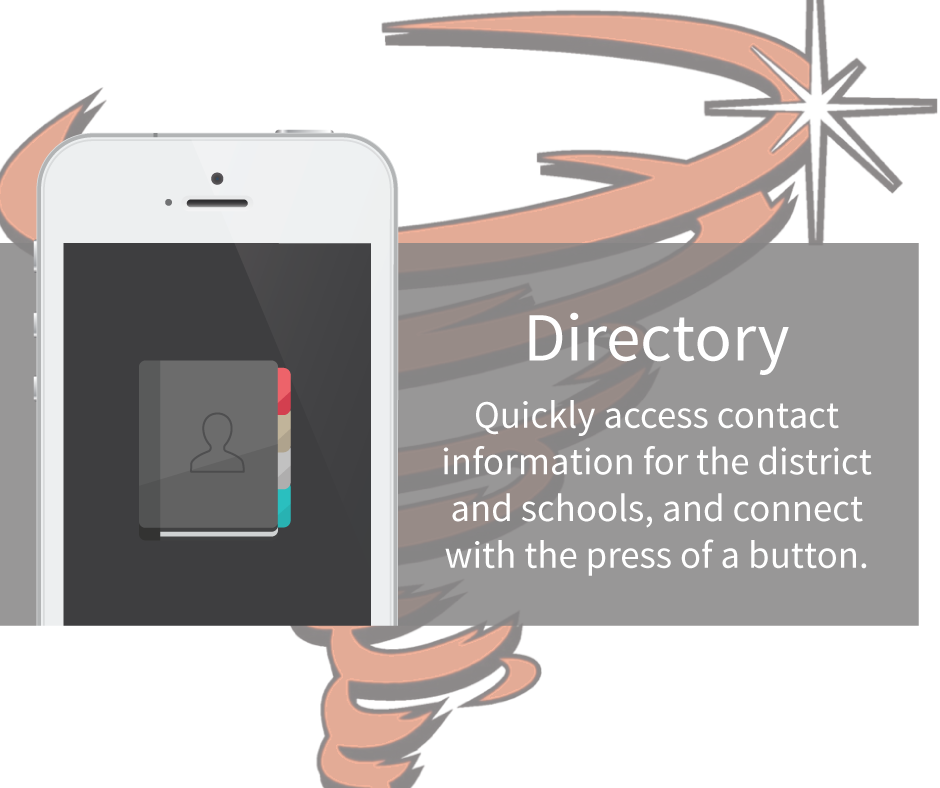 Directory
Quickly access contact
information for the district
and schools, and connect
with the press of a button.